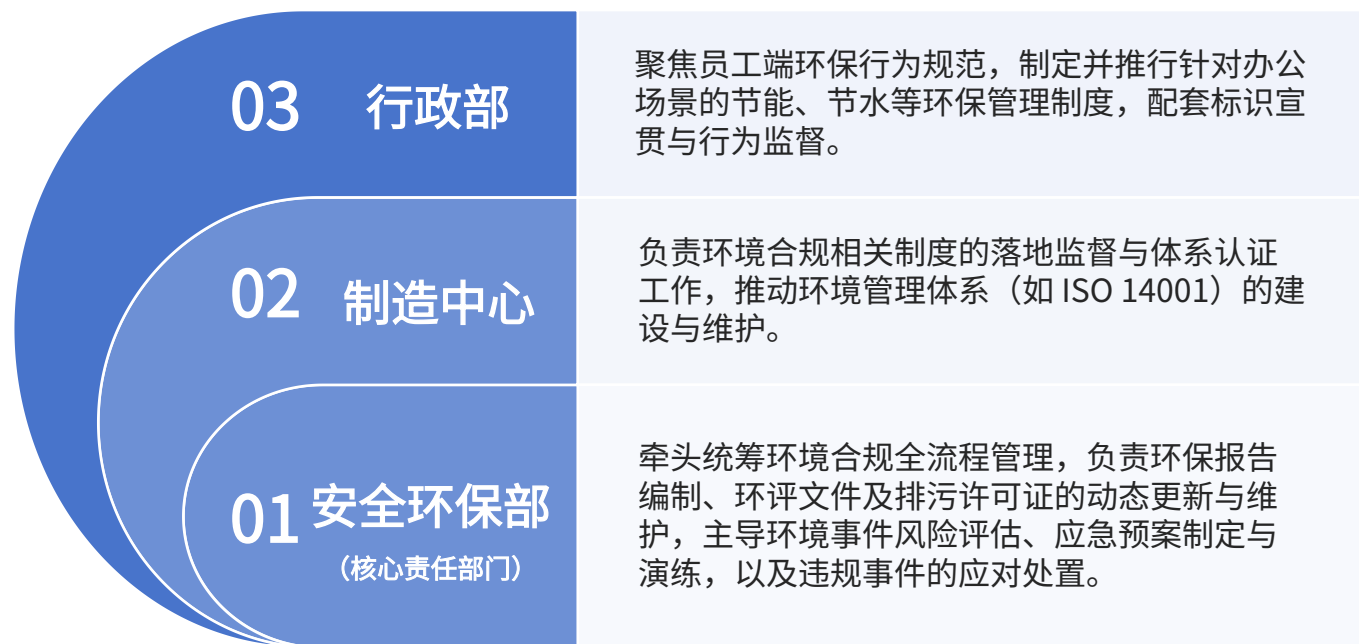 03 行政部
聚焦员工端环保行为规范，制定并推行针对办公
场景的节能、节水等环保管理制度，配套标识宣
贯与行为监督。
02 制造中心
负责环境合规相关制度的落地监督与体系认证
工作，推动环境管理体系（如 ISO 14001）的建
设与维护。
01 安全环保部
（核心责任部门）
牵头统筹环境合规全流程管理，负责环保报告
编制、环评文件及排污许可证的动态更新与维
护，主导环境事件风险评估、应急预案制定与
演练，以及违规事件的应对处置。